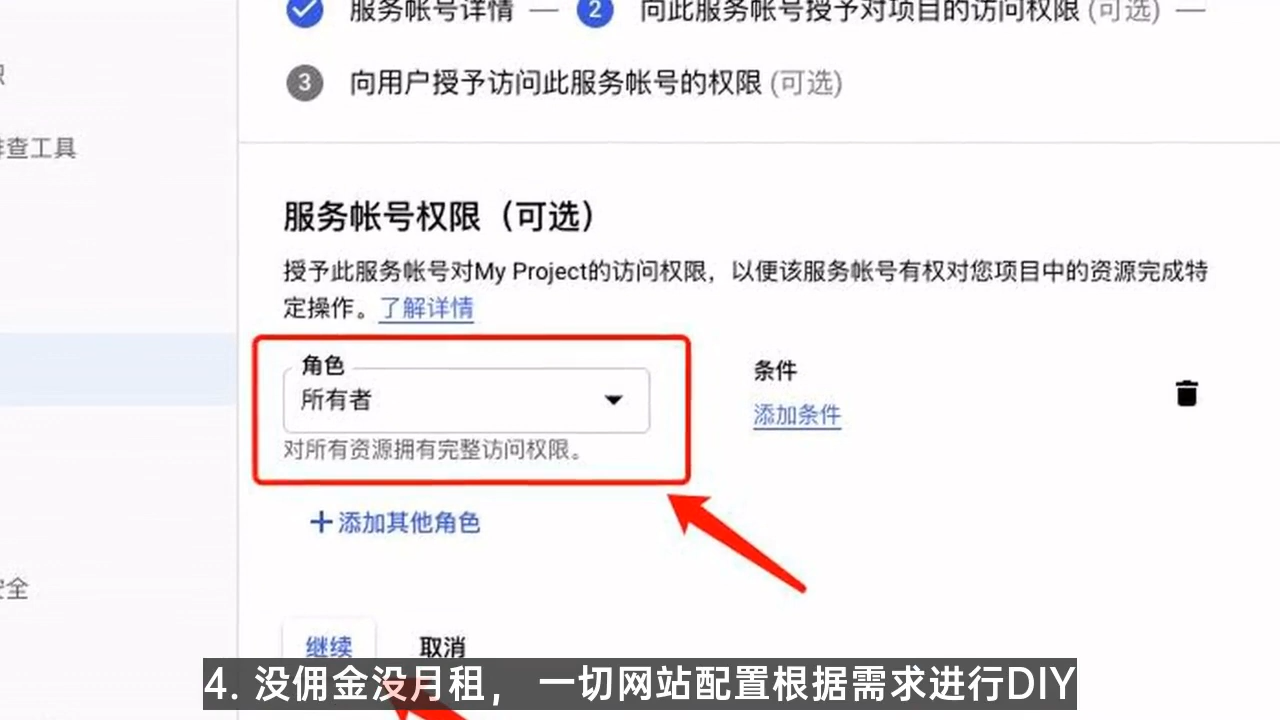 服务帐号详情 — 2 向此服务帐号授予对项目的访问权限 (可选) —
3 向用户授予访问此服务帐号的权限 (可选)
查工具
服务帐号权限（可选）
授予此服务帐号对My Project的访问权限，以便该服务帐号有权对您项目中的资源完成特
定操作。了解详情
角色
条件
所有者
添加条件
对所有资源拥有完整访问权限。
+ 添加其他角色
安全
继续 取消
4. 没佣金没月租， 一切网站配置根据需求进行DIY